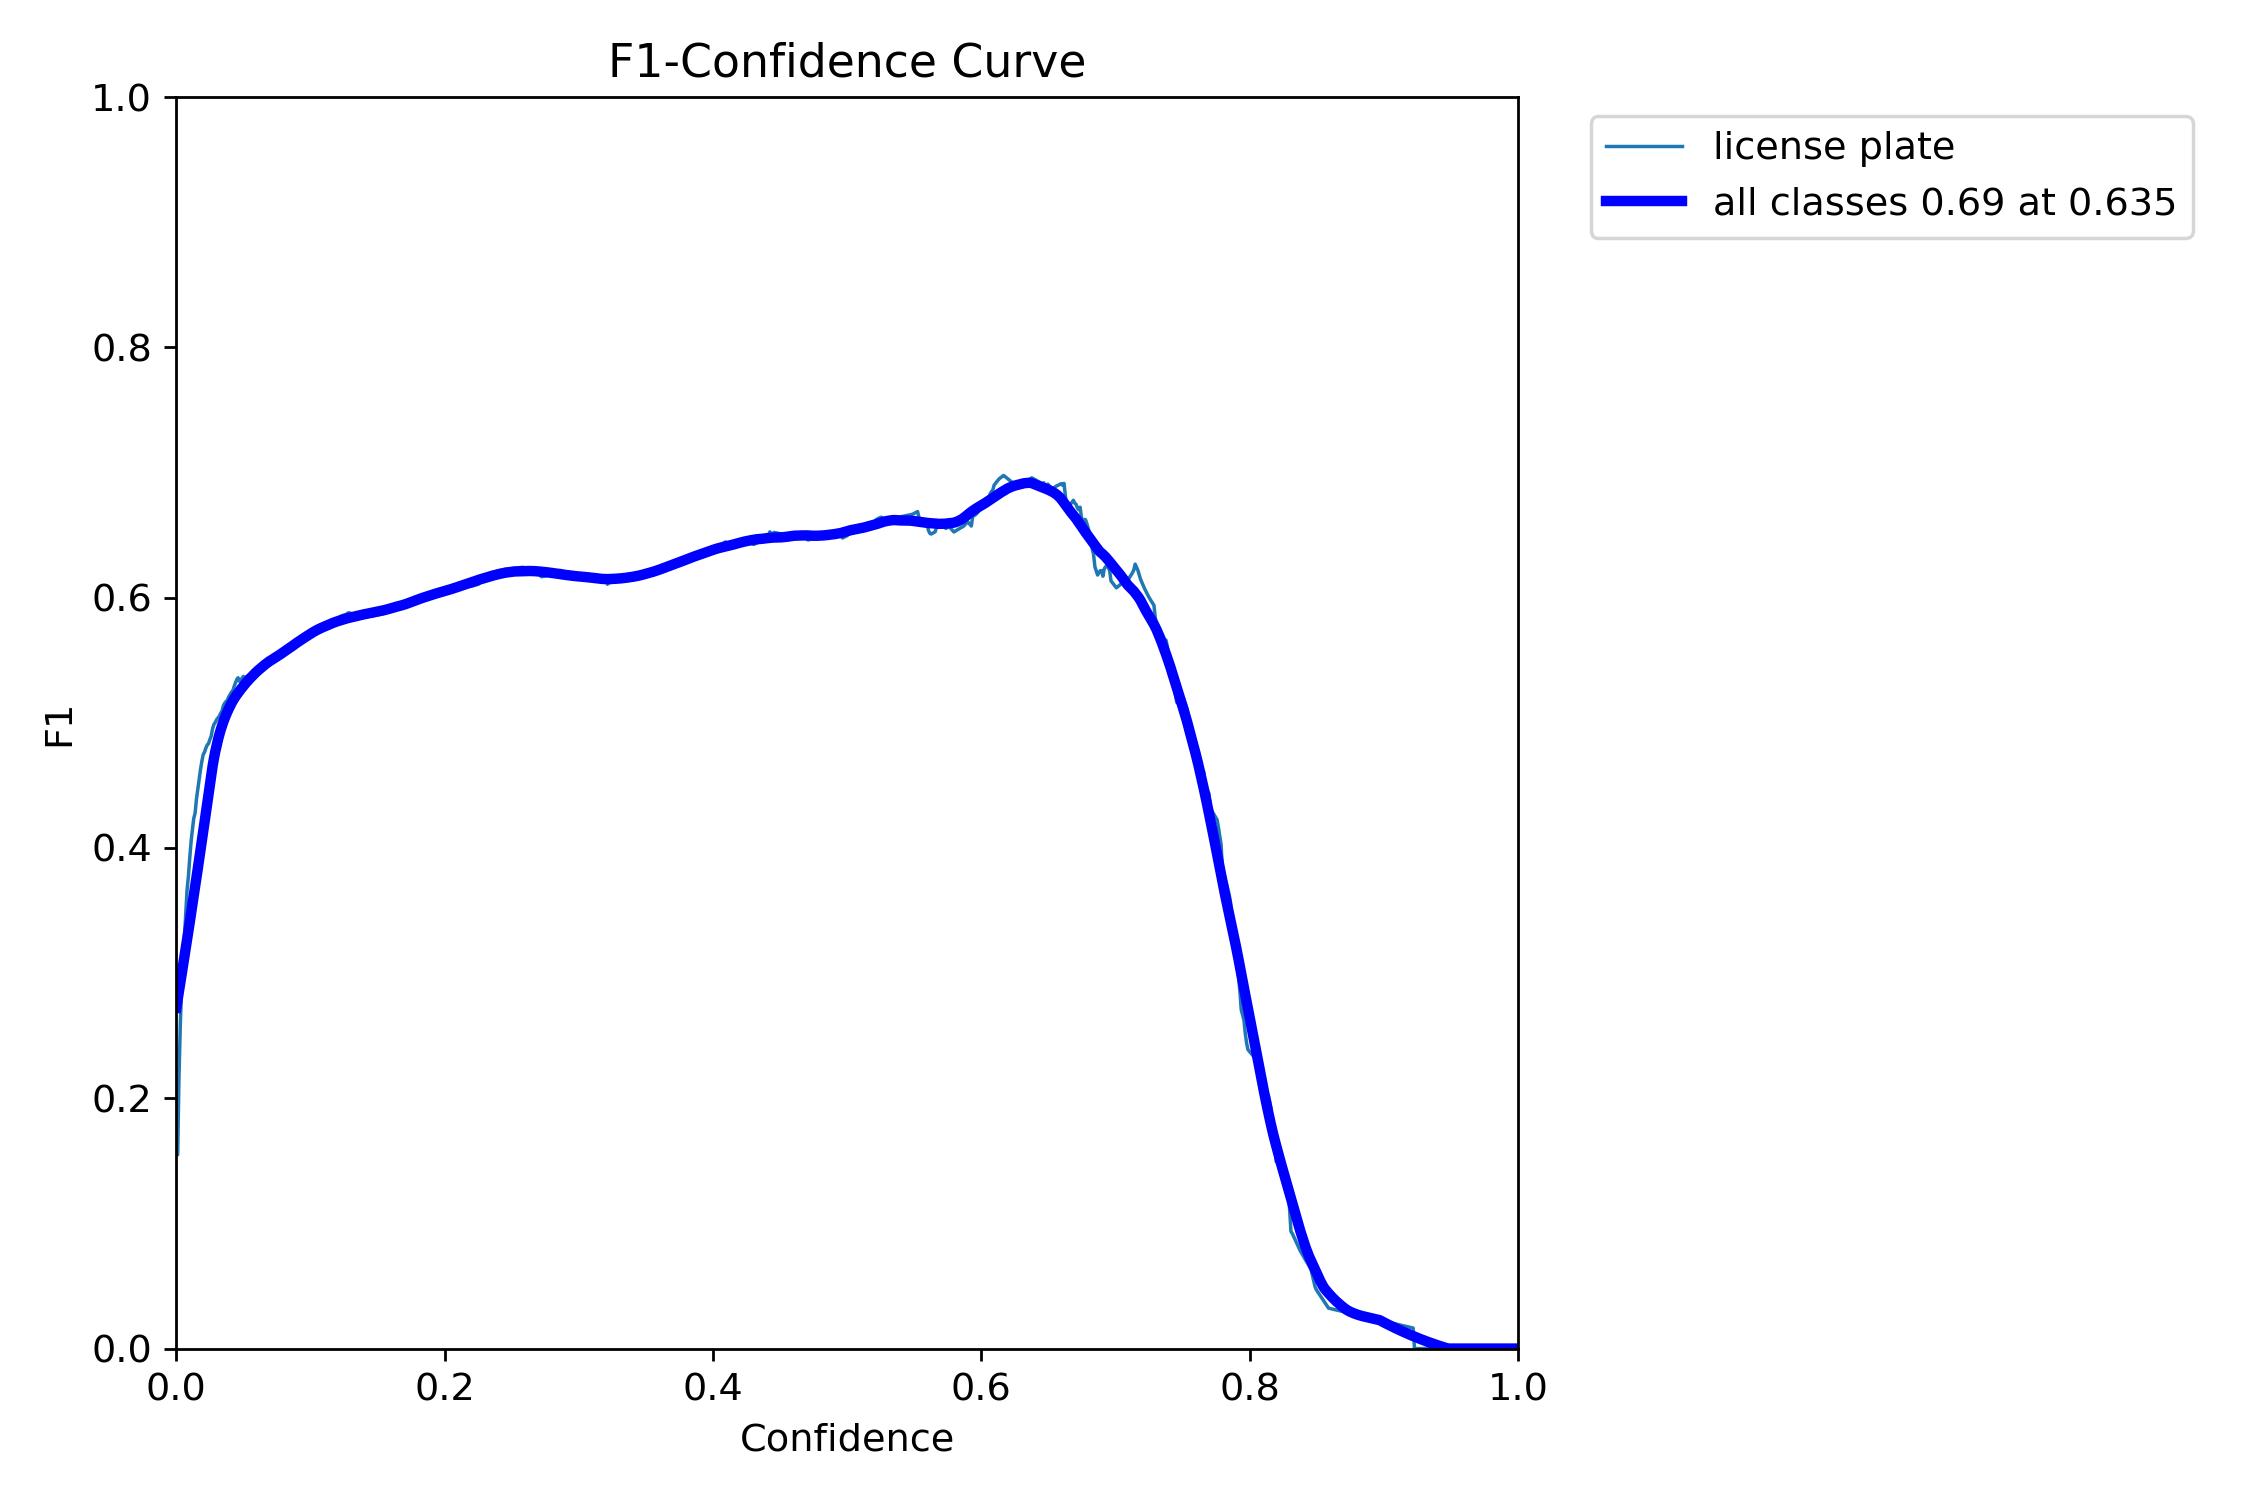 F1-Confidence Curve
1.0
0.8
0.6
0.4
0.2
0.0
F1
0.0 0.2 0.4 0.6 0.8 1.0
Confidence
license plate
all classes 0.69 at 0.635